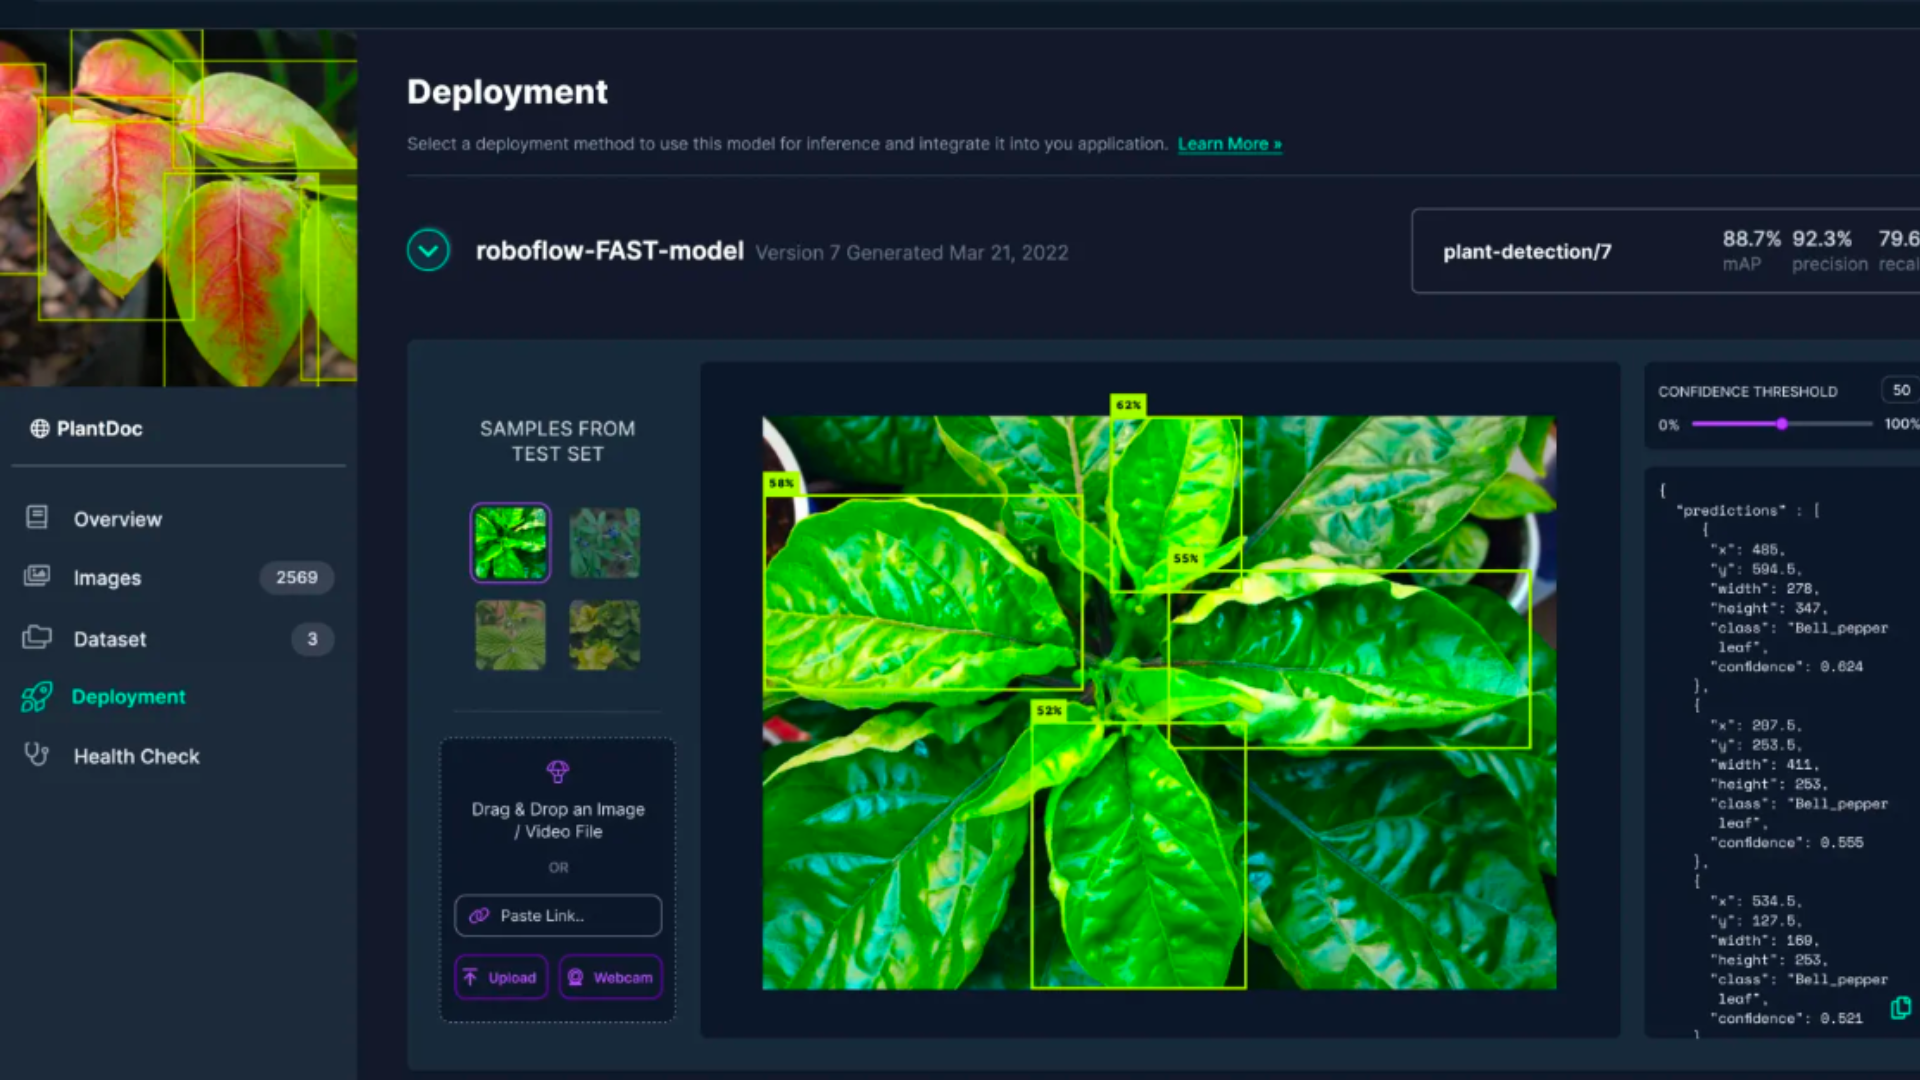 PlantDoc
Overview
Images 2569
Dataset 3
Deployment
Health Check
Deployment
Select a deployment method to use this model for inference and integrate it into you application. Learn More »
roboflow-FAST-model Version 7 Generated Mar 21, 2022
plant-detection/7
88.7% 92.3% 79.6
mAP precision recal
SAMPLES FROM
TEST SET
Drag & Drop an Image
/ Video File
OR
Paste Link..
Upload Webcam
62%
58%
55%
52%
CONFIDENCE THRESHOLD 50
0% 100%
{
"predictions" : [
{
"x": 485,
"y": 594.5,
"width": 278,
"height": 347,
"class": "Bell_pepper
leaf",
"confidence": 0.624
},
{
"x": 297.5,
"y": 253.5,
"width": 411,
"height": 253,
"class": "Bell_pepper
leaf",
"confidence": 0.555
},
{
"x": 534.5,
"y": 127.5,
"width": 169,
"height": 253,
"class": "Bell_pepper
leaf",
"confidence": 0.521
}